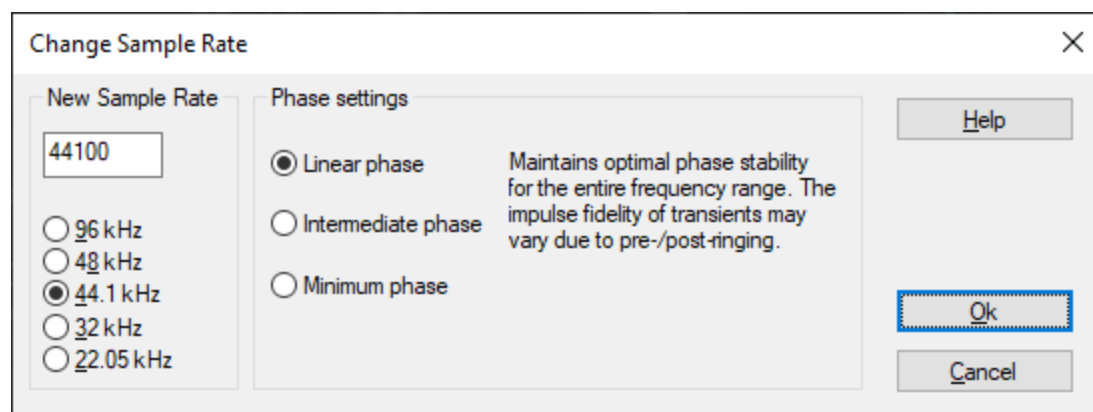 Change Sample Rate
New Sample Rate
44100
96 kHz
48 kHz
44.1 kHz
32 kHz
22.05 kHz
Phase settings
Linear phase
Intermediate phase
Minimum phase
Maintains optimal phase stability
for the entire frequency range. The
impulse fidelity of transients may
vary due to pre-/post-ringing.
Help
Ok
Cancel